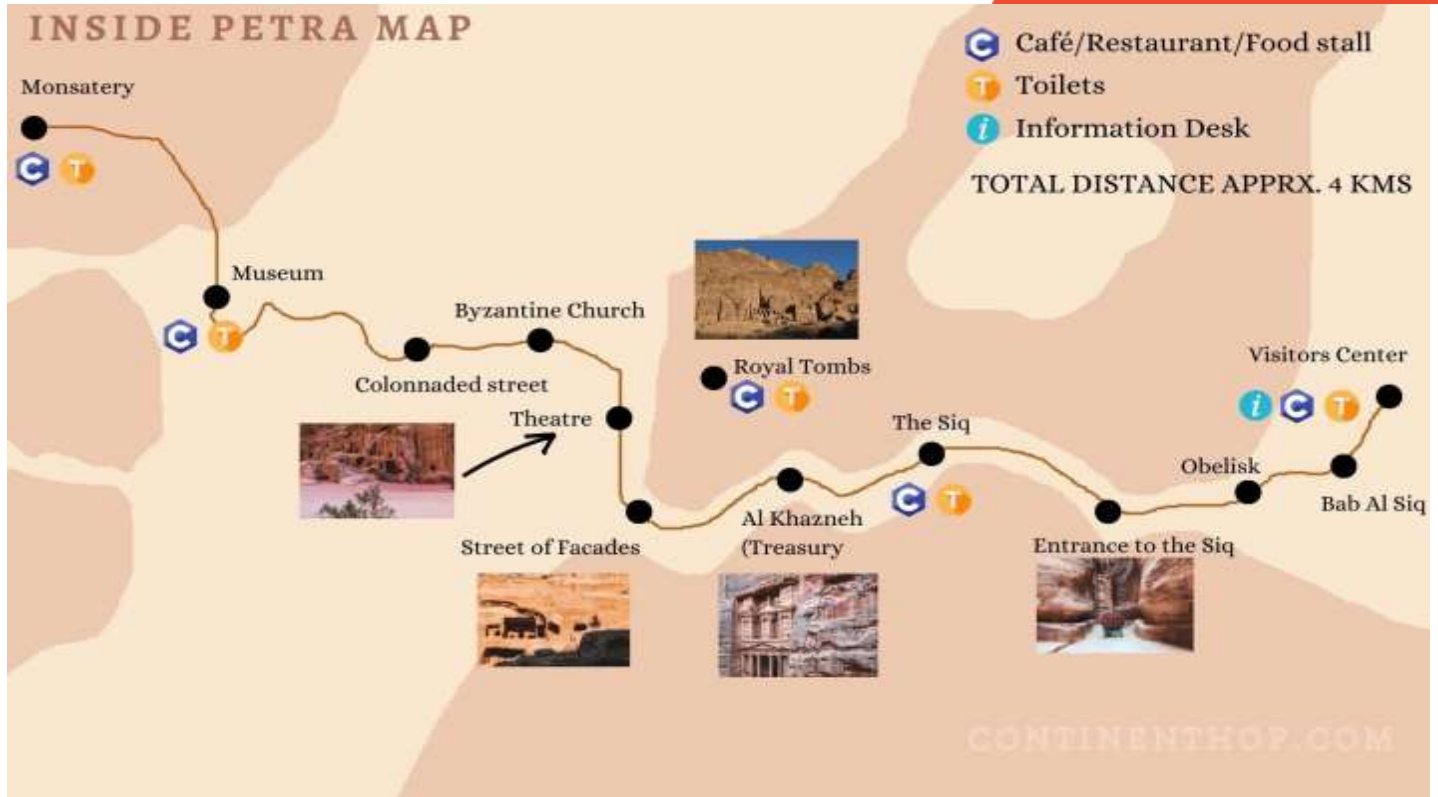 INSIDE PETRA MAP
C Café/Restaurant/Food stall
T Toilets
i Information Desk
TOTAL DISTANCE APPRX. 4 KMS
Monsatery
C T
Museum
C T
Colonnaded street
Byzantine Church
Theatre
Royal Tombs
C T
Street of Facades
Al Khazneh
(Treasury
The Siq
C T
Entrance to the Siq
Obelisk
Bab Al Siq
Visitors Center
i C T
CONTINENTHOP.COM